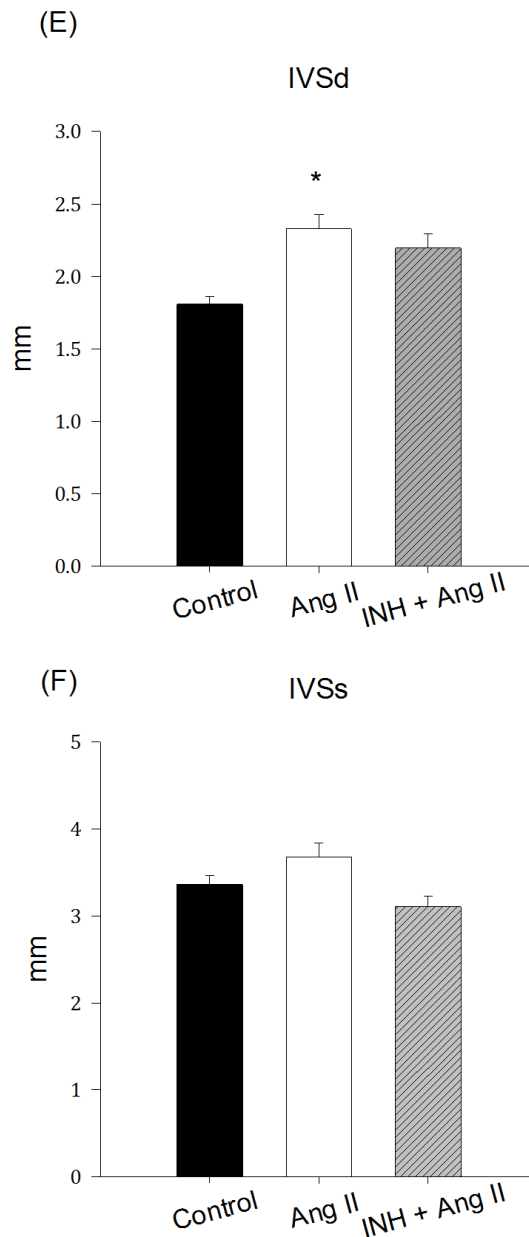 (E)
IVSd
3.0
*
2.5
2.0
mm
1.5
1.0
0.5
0.0
Control
Ang II
INH + Ang II
(F)
IVSs
5
4
3
mm
2
1
0
Control
Ang II
INH + Ang II